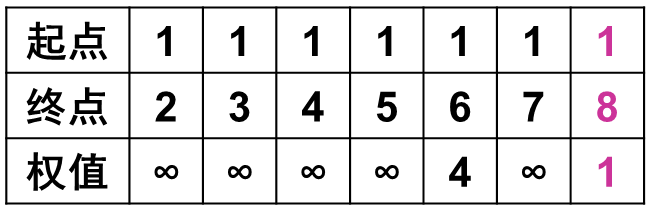 起点 1 1 1 1 1 1 1
终点 2 3 4 5 6 7 8
权值 ∞ ∞ ∞ ∞ 4 ∞ 1